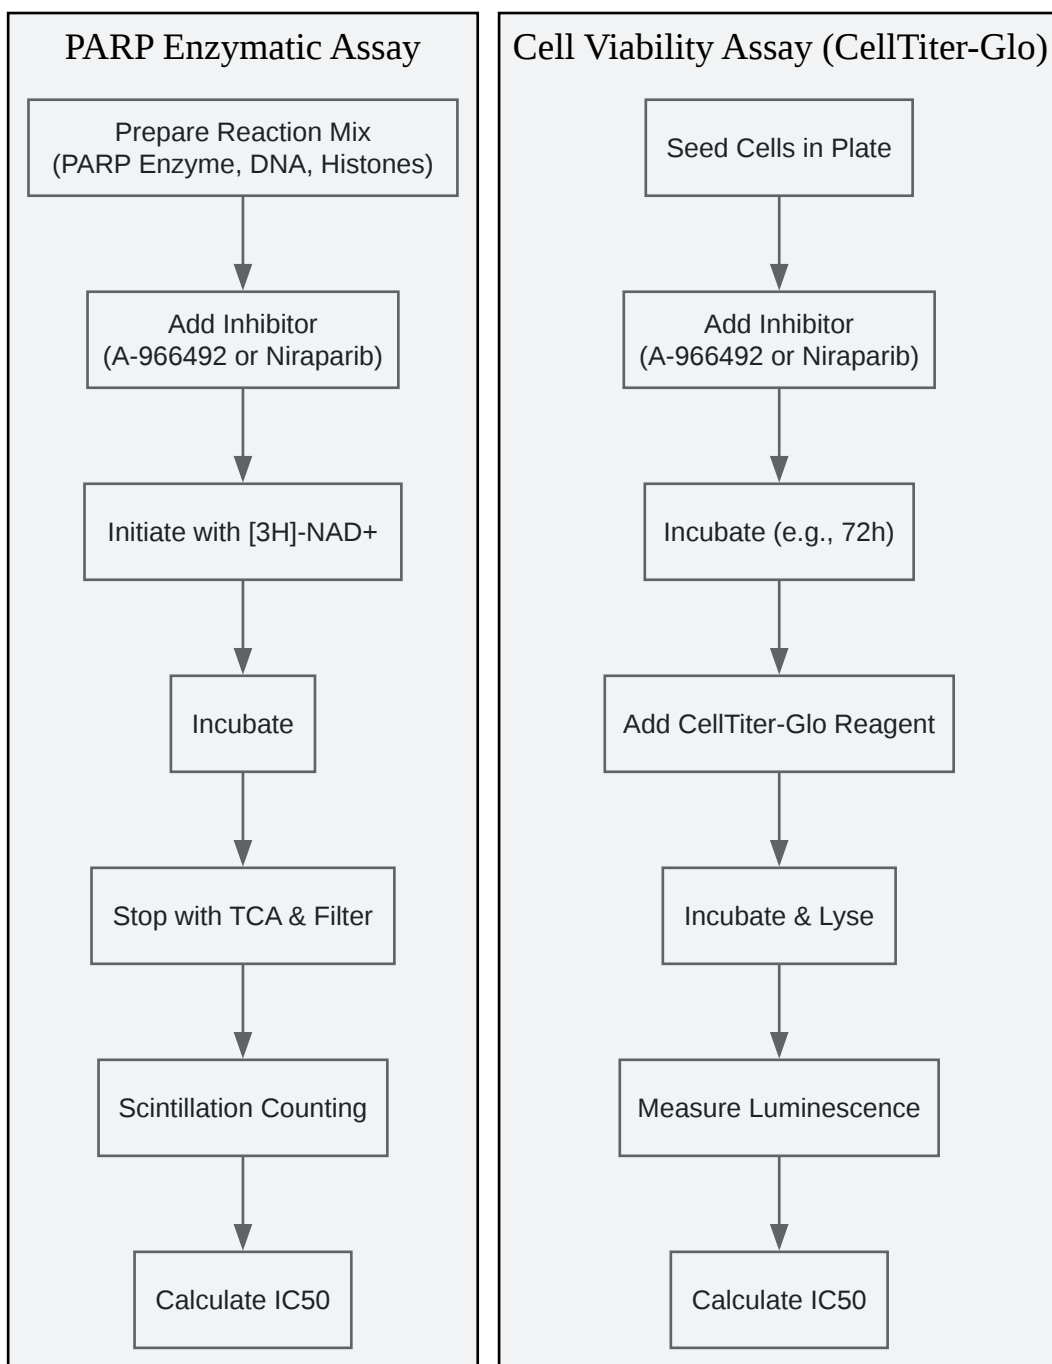 PARP Enzymatic Assay
Prepare Reaction Mix
(PARP Enzyme, DNA, Histones)
Add Inhibitor
(A-966492 or Niraparib)
Initiate with [3H]-NAD+
Incubate
Stop with TCA & Filter
Scintillation Counting
Calculate IC50
Cell Viability Assay (CellTiter-Glo)
Seed Cells in Plate
Add Inhibitor
(A-966492 or Niraparib)
Incubate (e.g., 72h)
Add CellTiter-Glo Reagent
Incubate & Lyse
Measure Luminescence
Calculate IC50